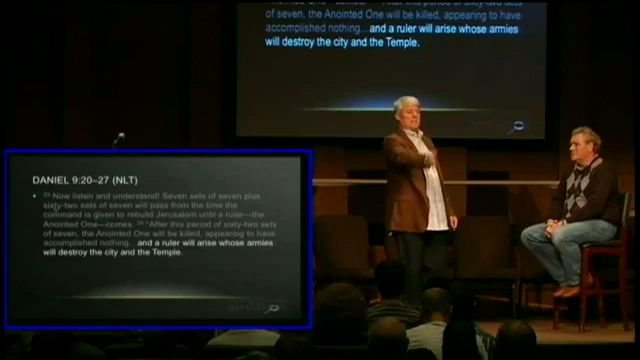 of seven, the Anointed One will be killed, appearing to have
accomplished nothing... and a ruler will arise whose armies
will destroy the city and the Temple.
DANIEL 9:20–27 (NLT)
• 25 Now listen and understand! Seven sets of seven plus
sixty-two sets of seven will pass from the time the
command is given to rebuild Jerusalem until a ruler—the
Anointed One—comes. 26 "After this period of sixty-two sets
of seven, the Anointed One will be killed, appearing to have
accomplished nothing... and a ruler will arise whose armies
will destroy the city and the Temple.